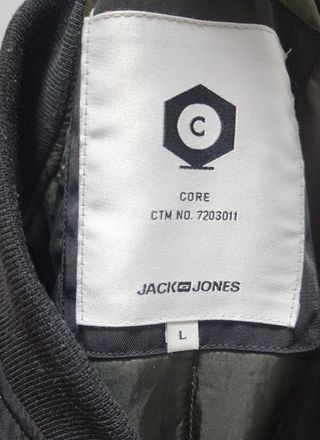 C
CORE
CTM NO. 7203011
JACK JONES
L